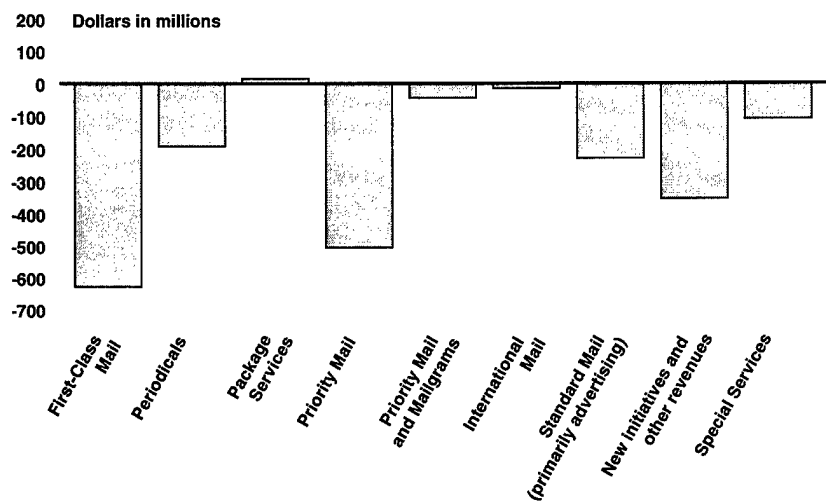 200 Dollars in millions
100
0
-100
-200
-300
-400
-500
-600
-700
First-Class
Mail
Periodicals
Package
Services
Priority Mail
Priority Mail
and Mailgrams
International
Mail
Standard Mail
(primarily advertising)
New Initiatives and
other revenues
Special Services